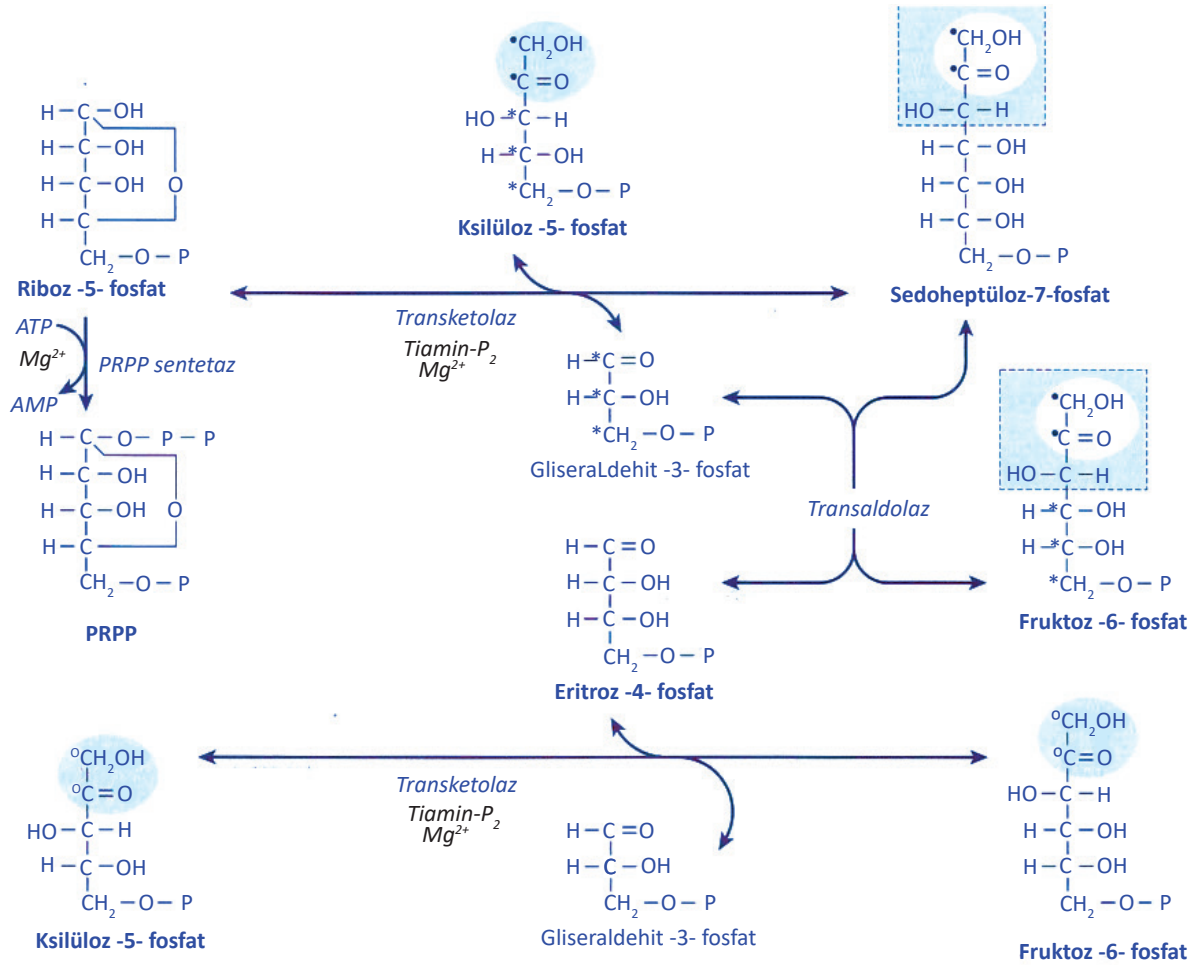 •CH2OH
•C=O
HO–*C–H
H–*C–OH
*CH2–O–P
Ksilüloz -5- fosfat
H–C–OH
H–C–OH
H–C–OH
O
H–C
CH2–O–P
Riboz -5- fosfat
•CH2OH
•C=O
HO–C–H
H–C–OH
H–C–OH
H–C–OH
CH2–O–P
Sedoheptüloz-7-fosfat
Transketolaz
Tiamin-P2
Mg2+
ATP
Mg2+
PRPP sentetaz
AMP
H–*C=O
H–*C–OH
*CH2–O–P
GliseraLdehit -3- fosfat
H–C–O–P–P
H–C–OH
H–C–OH
O
H–C
CH2–O–P
PRPP
Transaldolaz
•CH2OH
•C=O
HO–C–H
H–*C–OH
H–*C–OH
*CH2–O–P
Fruktoz -6- fosfat
H–C=O
H–C–OH
H–C–OH
CH2–O–P
Eritroz -4- fosfat
oCH2OH
oC=O
HO–C–H
H–C–OH
CH2–O–P
Ksilüloz -5- fosfat
Transketolaz
Tiamin-P2
Mg2+
H–C=O
H–C–OH
CH2–O–P
Gliseraldehit -3- fosfat
oCH2OH
oC=O
HO–C–H
H–C–OH
H–C–OH
CH2–O–P
Fruktoz -6- fosfat